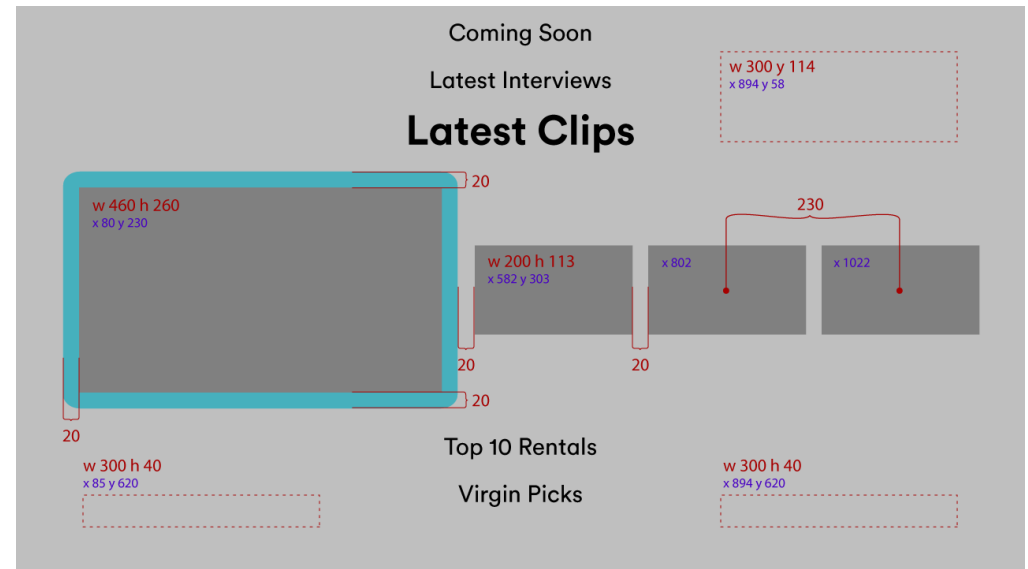 Coming Soon
Latest Interviews
Latest Clips
w 300 y 114
x 894 y 58
20
w 460 h 260
x 80 y 230
230
w 200 h 113
x 582 y 303
x 802
x 1022
20
20
20
20
Top 10 Rentals
Virgin Picks
w 300 h 40
x 85 y 620
w 300 h 40
x 894 y 620